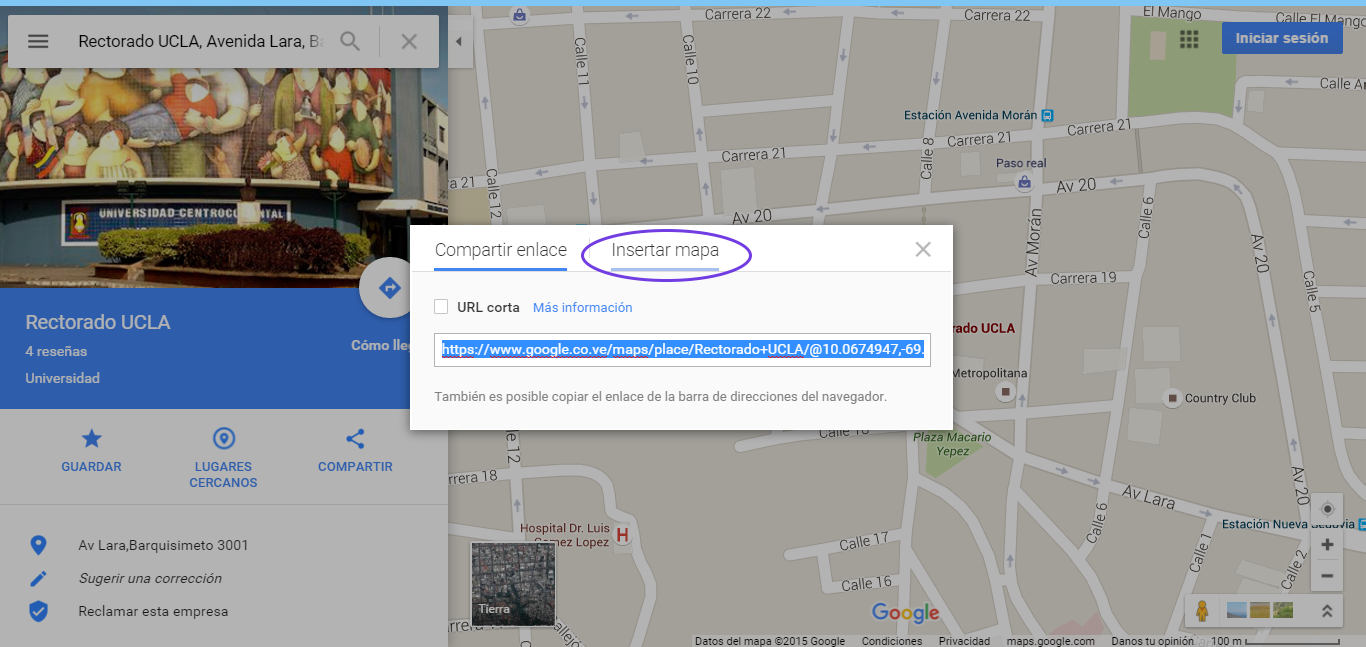 Rectorado UCLA, Avenida Lara, Ba
Iniciar sesión
UNIVERSIDAD CENTROCCIDENTAL
Rectorado UCLA
4 reseñas
Universidad
Cómo lleg
GUARDAR
LUGARES
CERCANOS
COMPARTIR
Av Lara,Barquisimeto 3001
Sugerir una corrección
Reclamar esta empresa
Compartir enlace
Insertar mapa
URL corta
Más información
https://www.google.co.ve/maps/place/Rectorado+UCLA/@10.0674947,-69.
También es posible copiar el enlace de la barra de direcciones del navegador.
Carrera 22
Carrera 22
El Mango
Calle El Mango
Calle 11
Calle 10
Calle Ar
Estación Avenida Morán
Carrera 21
Carrera 21
Carrera 21
a 21
Calle 8
Paso real
Av 20
Av 20
Calle 12
Calle 6
Av Morán
Av 20
Carrera 19
Calle 5
rado UCLA
Metropolitana
Country Club
Calle 18
Plaza Macario
Yepez
e 12
rrera 18
Av Lara
Av 20
Calle 6
Estación Nueva Segovia
Hospital Dr. Luis
Gomez Lopez
H
Calle 17
Calle 1
Calle 2
Calle 16
Tierra
Callejó
rre
Google
Datos del mapa ©2015 Google
Condiciones
Privacidad
maps.google.com
Danos tu opinión
100 m